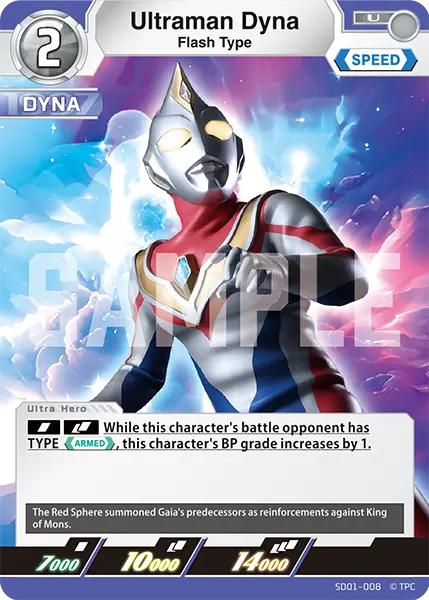 2
Ultraman Dyna
Flash Type
U
SPEED
DYNA
SAMPLE
Ultra Hero
While this character's battle opponent has
TYPE ARMED, this character's BP grade increases by 1.
The Red Sphere summoned Gaia's predecessors as reinforcements against King
of Mons.
7000 10000 14000
SD01-008 © TPC